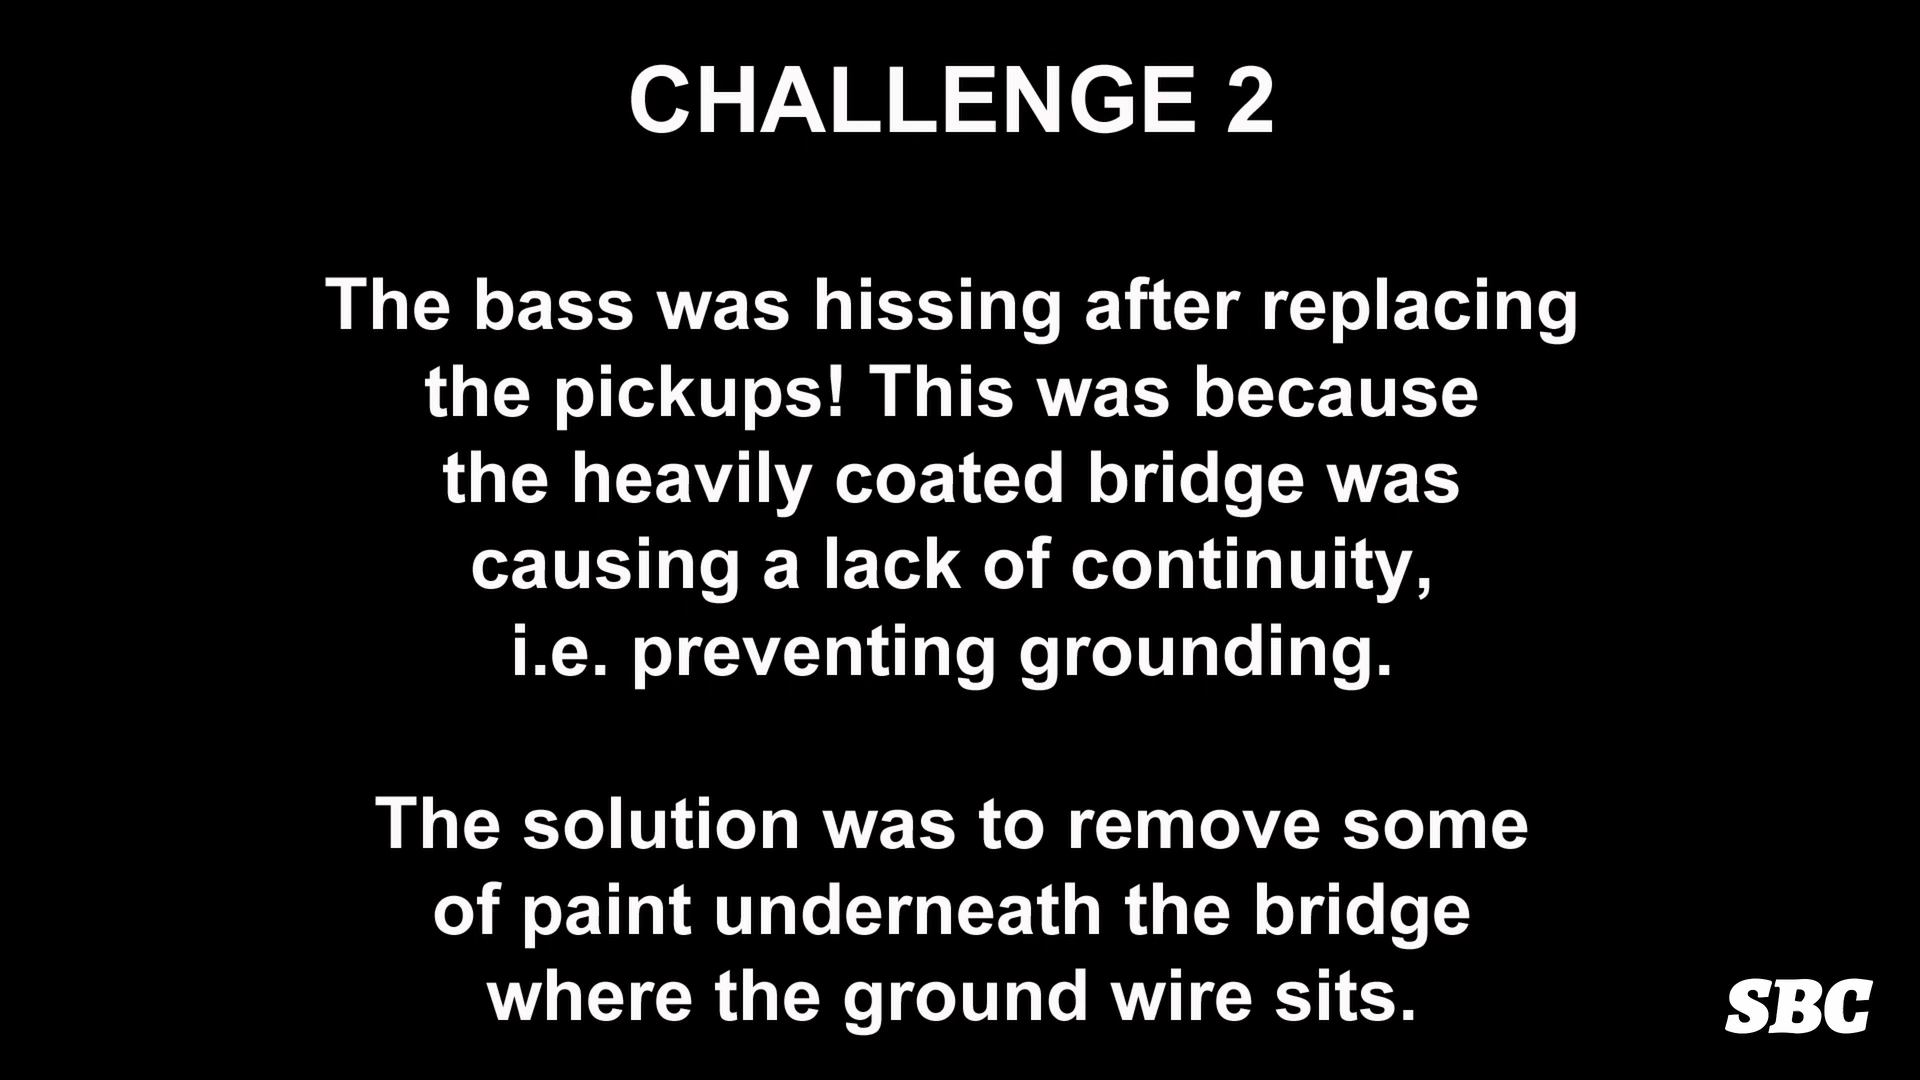 CHALLENGE 2
The bass was hissing after replacing
the pickups! This was because
the heavily coated bridge was
causing a lack of continuity,
i.e. preventing grounding.
The solution was to remove some
of paint underneath the bridge
where the ground wire sits.
SBC